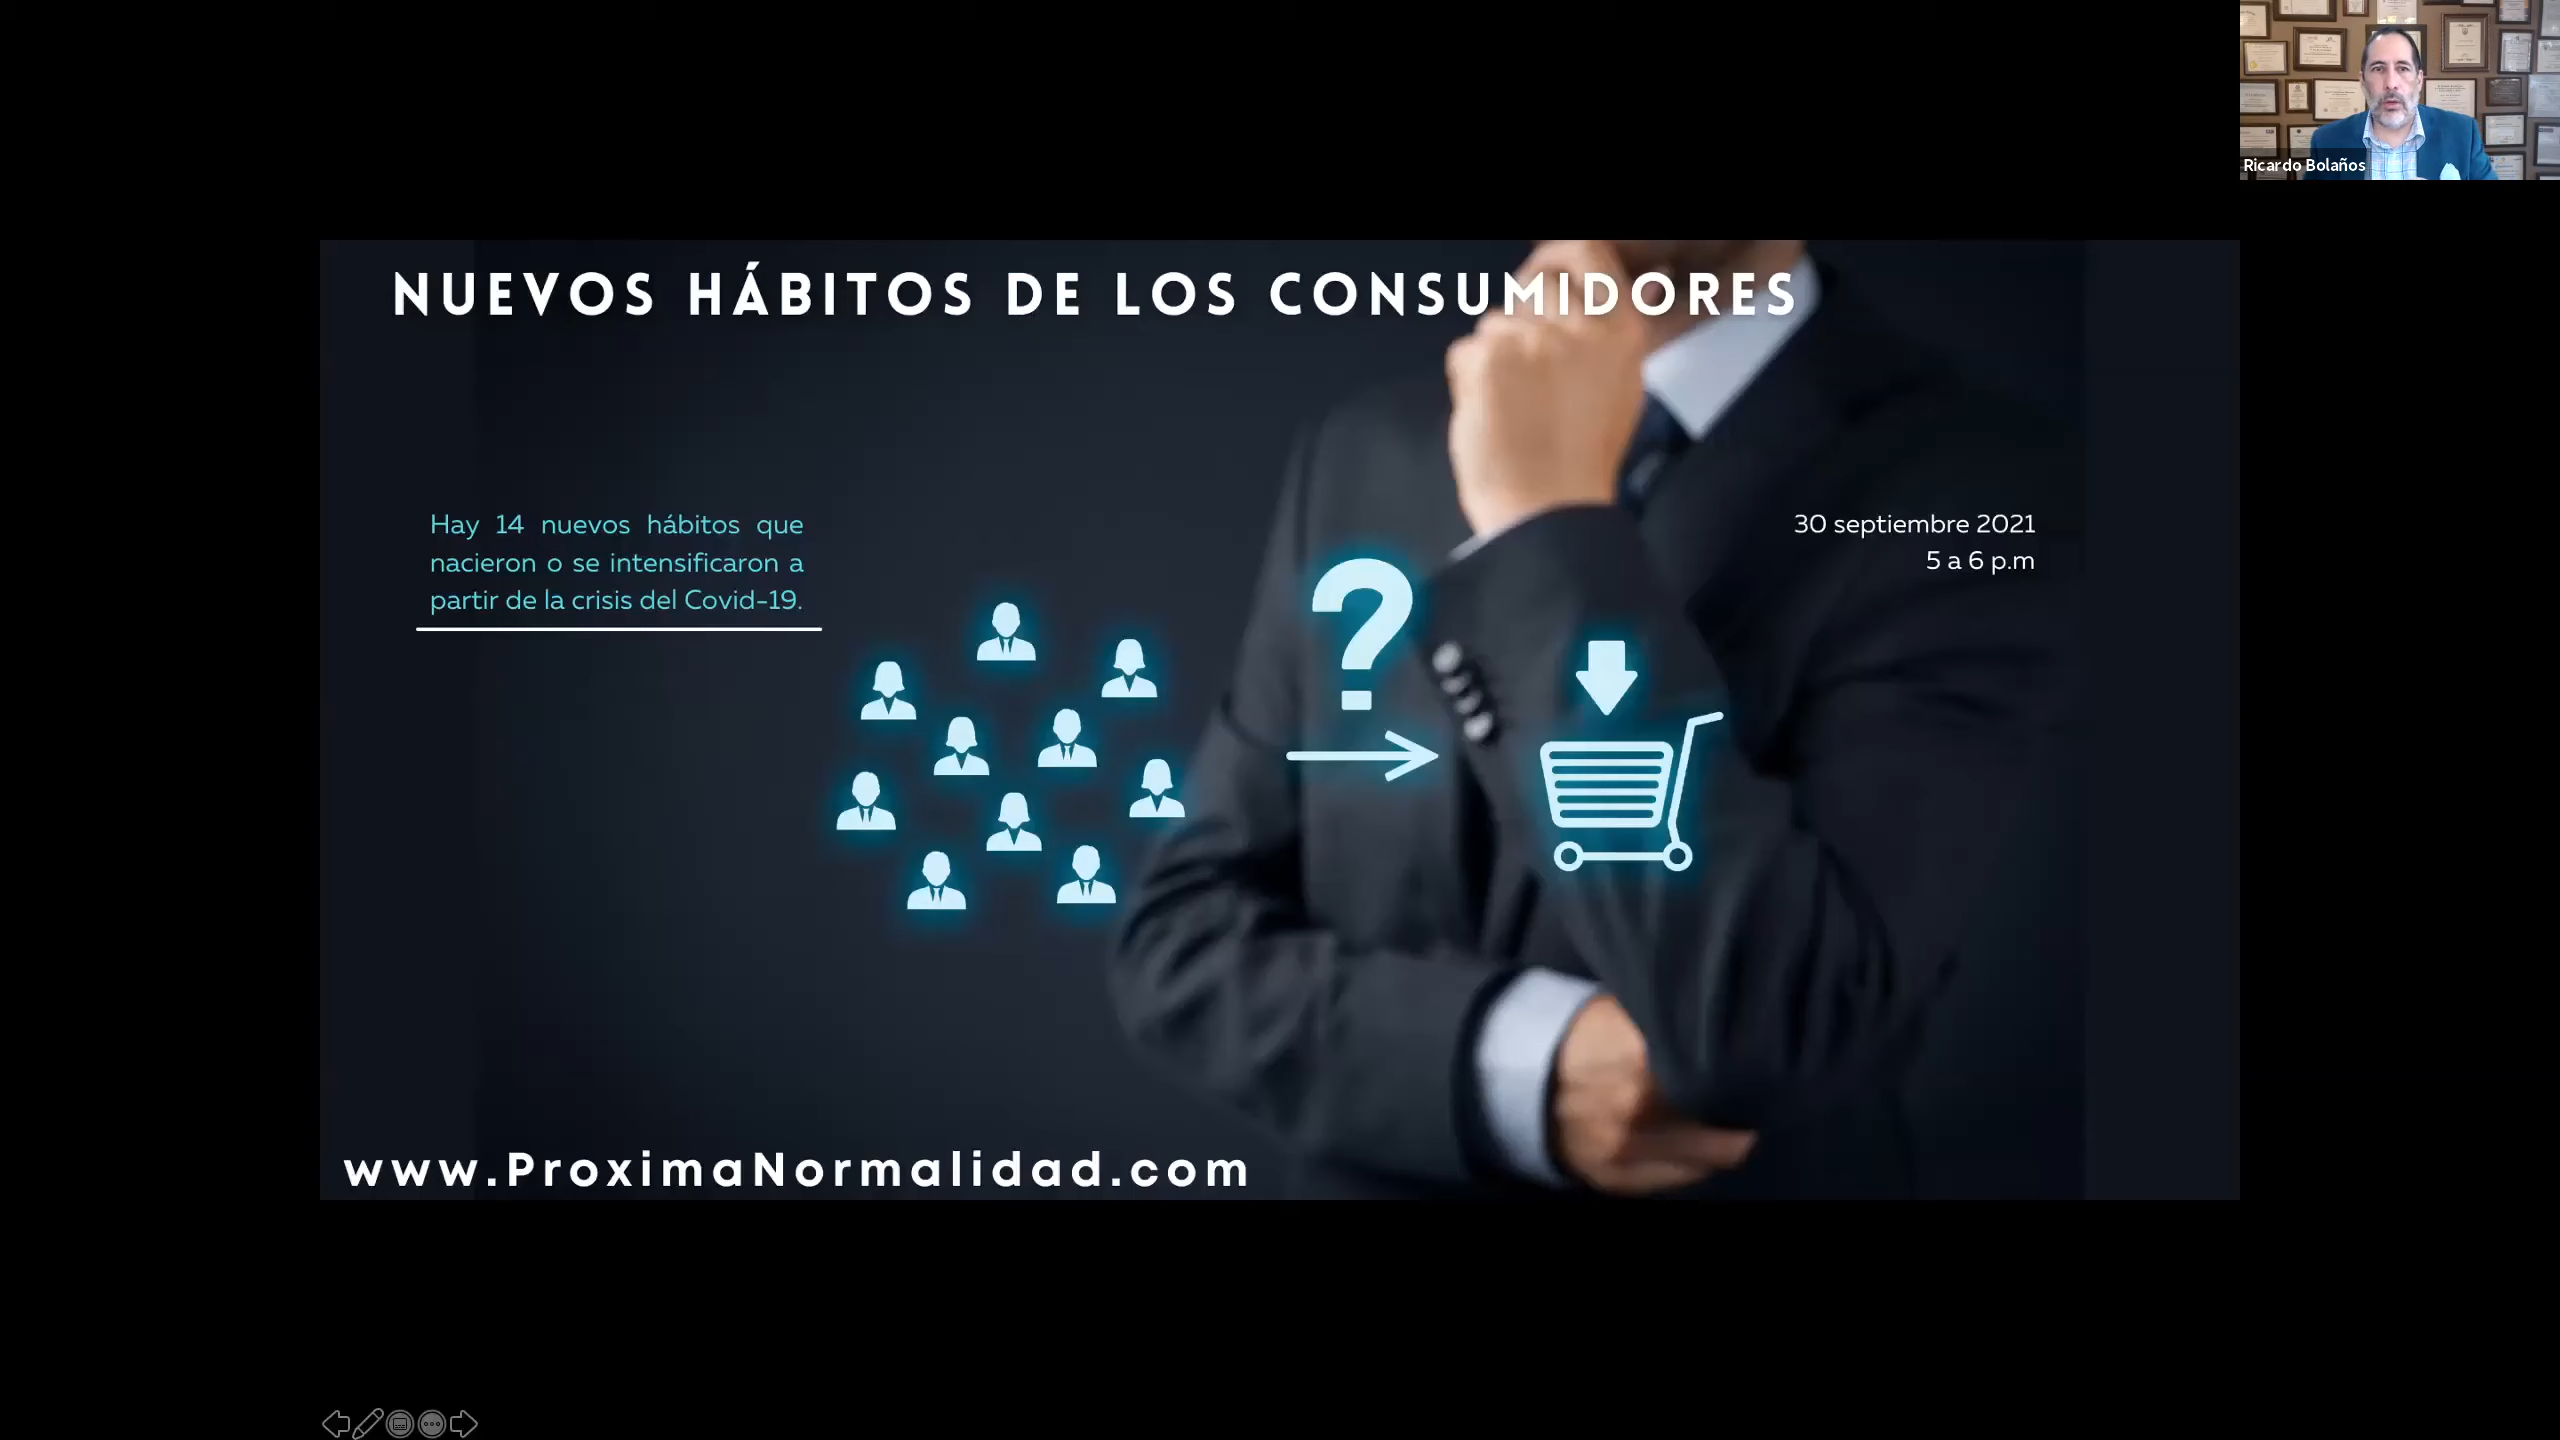 Ricardo Bolaños
NUEVOS HÁBITOS DE LOS CONSUMIDORES
Hay 14 nuevos hábitos que
nacieron o se intensificaron a
partir de la crisis del Covid-19.
30 septiembre 2021
5 a 6 p.m
www.ProximaNormalidad.com